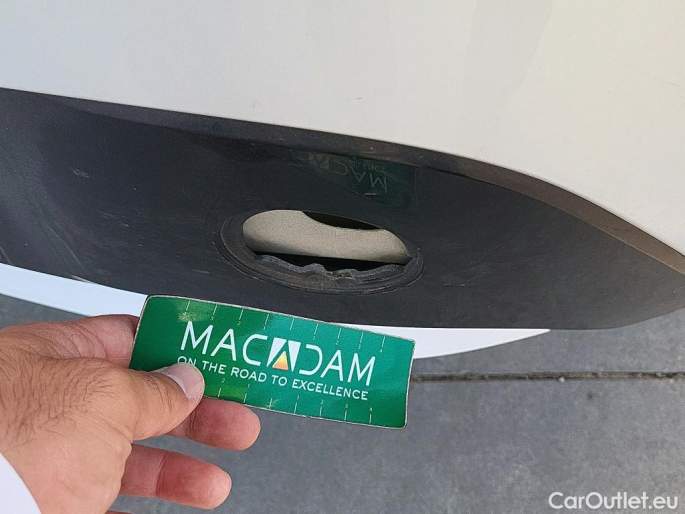 MACADAM
ON THE ROAD TO EXCELLENCE
CarOutlet.eu